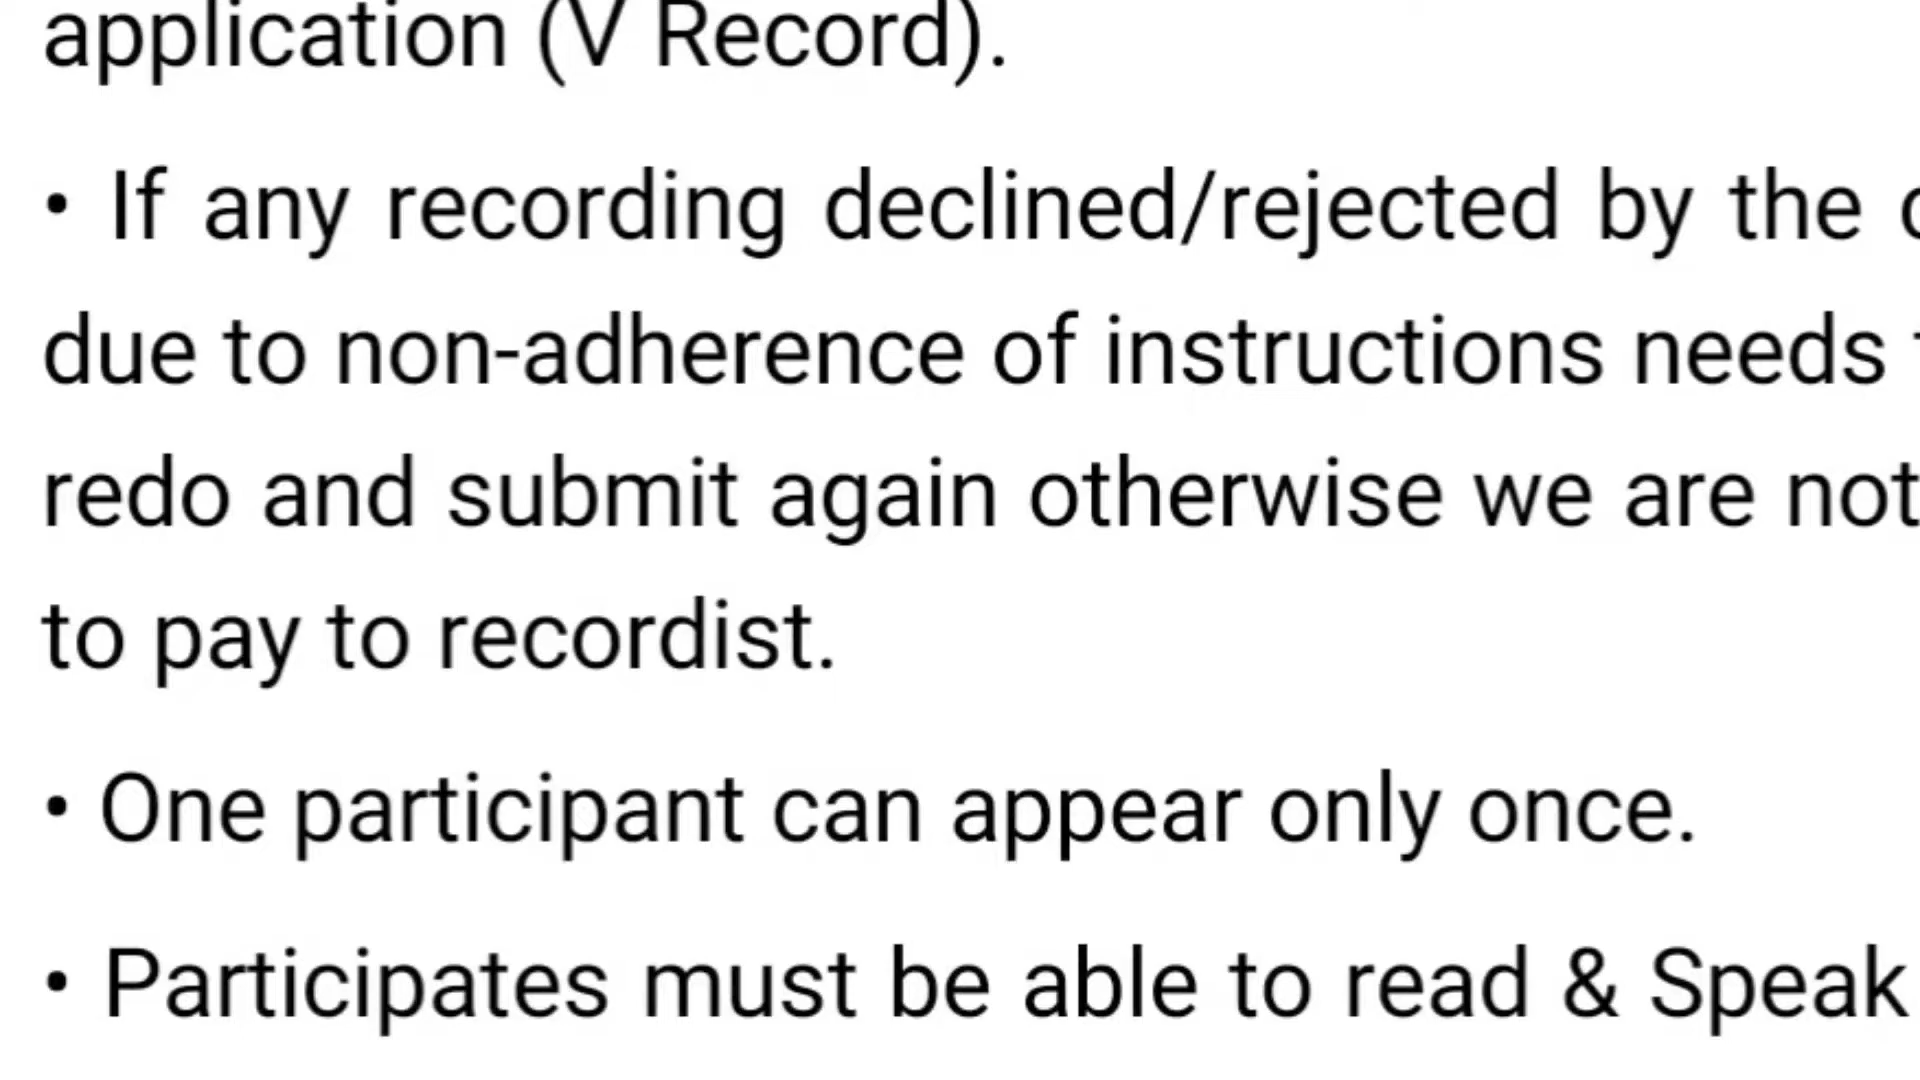 application (V Record).
• If any recording declined/rejected by the
due to non-adherence of instructions needs
redo and submit again otherwise we are not
to pay to recordist.
• One participant can appear only once.
• Participates must be able to read & Speak